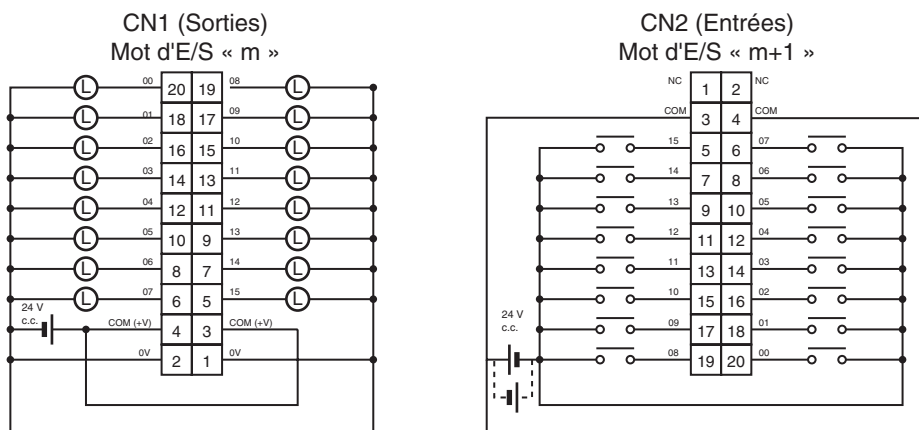 CN1 (Sorties)
Mot d'E/S « m »
L 00 20 19 08 L
L 01 18 17 09 L
L 02 16 15 10 L
L 03 14 13 11 L
L 04 12 11 12 L
L 05 10 9 13 L
L 06 8 7 14 L
L 07 6 5 15 L
24 V
c.c. COM (+V) 4 3 COM (+V)
0V 2 1 0V
CN2 (Entrées)
Mot d'E/S « m+1 »
NC 1 2 NC
COM 3 4 COM
15 5 6 07
14 7 8 06
13 9 10 05
12 11 12 04
11 13 14 03
10 15 16 02
24 V
c.c.
09 17 18 01
08 19 20 00